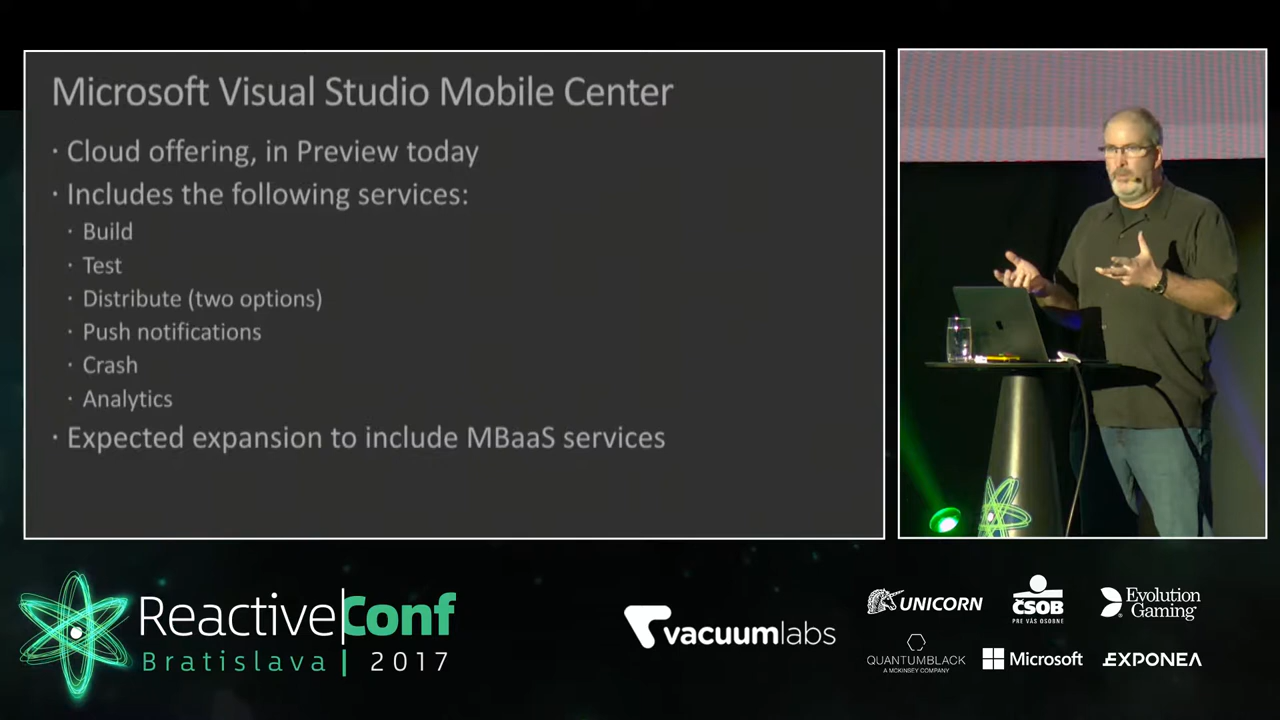 Microsoft Visual Studio Mobile Center
· Cloud offering, in Preview today
· Includes the following services:
· Build
· Test
· Distribute (two options)
· Push notifications
· Crash
· Analytics
· Expected expansion to include MBaaS services
ReactiveConf
Bratislava | 2017
vacuumlabs
UNICORN
ČSOB
PRE VÁS OSOBNE
Evolution
Gaming
QUANTUMBLACK
A MCKINSEY COMPANY
Microsoft
EXPONEA